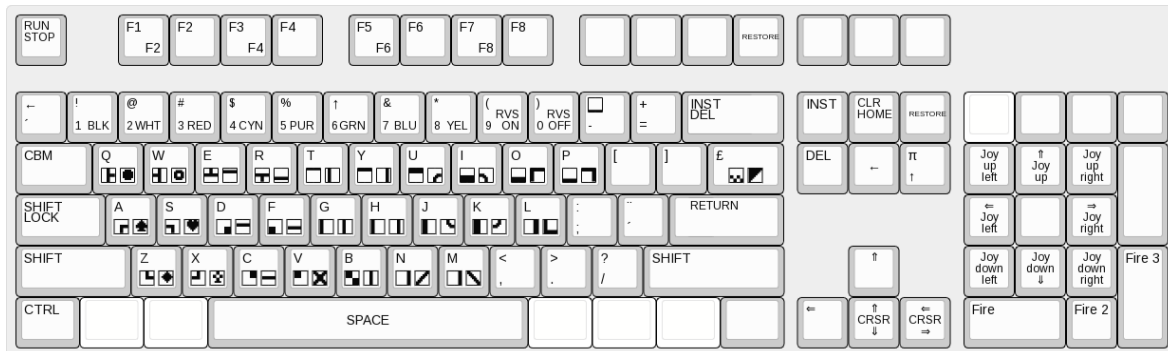 RUN STOP F1 F2 F2 F3 F4 F4 F5 F6 F6 F7 F8 F8 RESTORE
← ´ ! 1 BLK @ 2 WHT # 3 RED $ 4 CYN % 5 PUR ↑ 6 GRN & 7 BLU * 8 YEL ( 9 RVS ON ) 0 RVS OFF - + = INST DEL INST CLR HOME RESTORE
CBM Q W E R T Y U I O P [ ] £ DEL ← π ↑ Joy up left ⇑ Joy up Joy up right
SHIFT LOCK A S D F G H J K L : ; ¨ ´ RETURN ⇐ Joy left ⇒ Joy right
SHIFT Z X C V B N M < , > . ? / SHIFT ⇑ Joy down left Joy down ⇓ Joy down right Fire 3
CTRL SPACE ⇐ ⇑ CRSR ⇓ ⇐ CRSR ⇒ Fire Fire 2